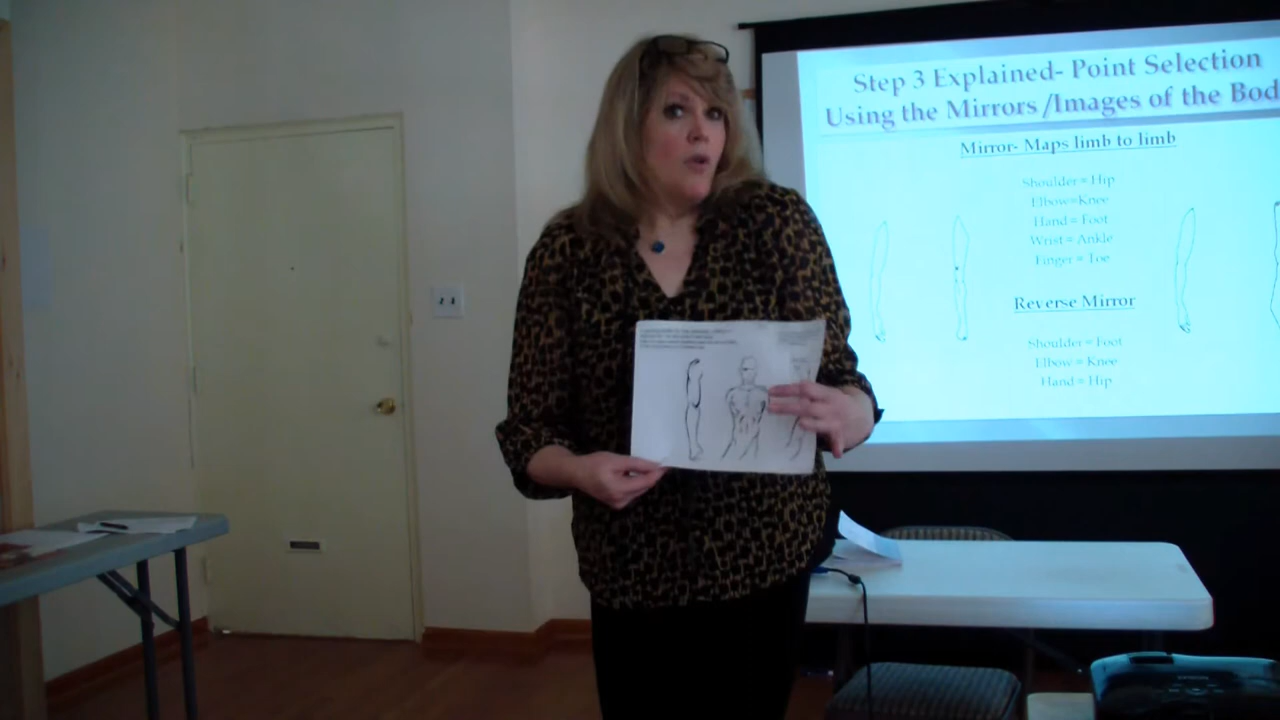 Step 3 Explained- Point Selection
Using the Mirrors /Images of the Bod
Mirror- Maps limb to limb
Shoulder = Hip
Elbow=Knee
Hand = Foot
Wrist = Ankle
Finger = Toe
Reverse Mirror
Shoulder = Foot
Elbow = Knee
Hand = Hip